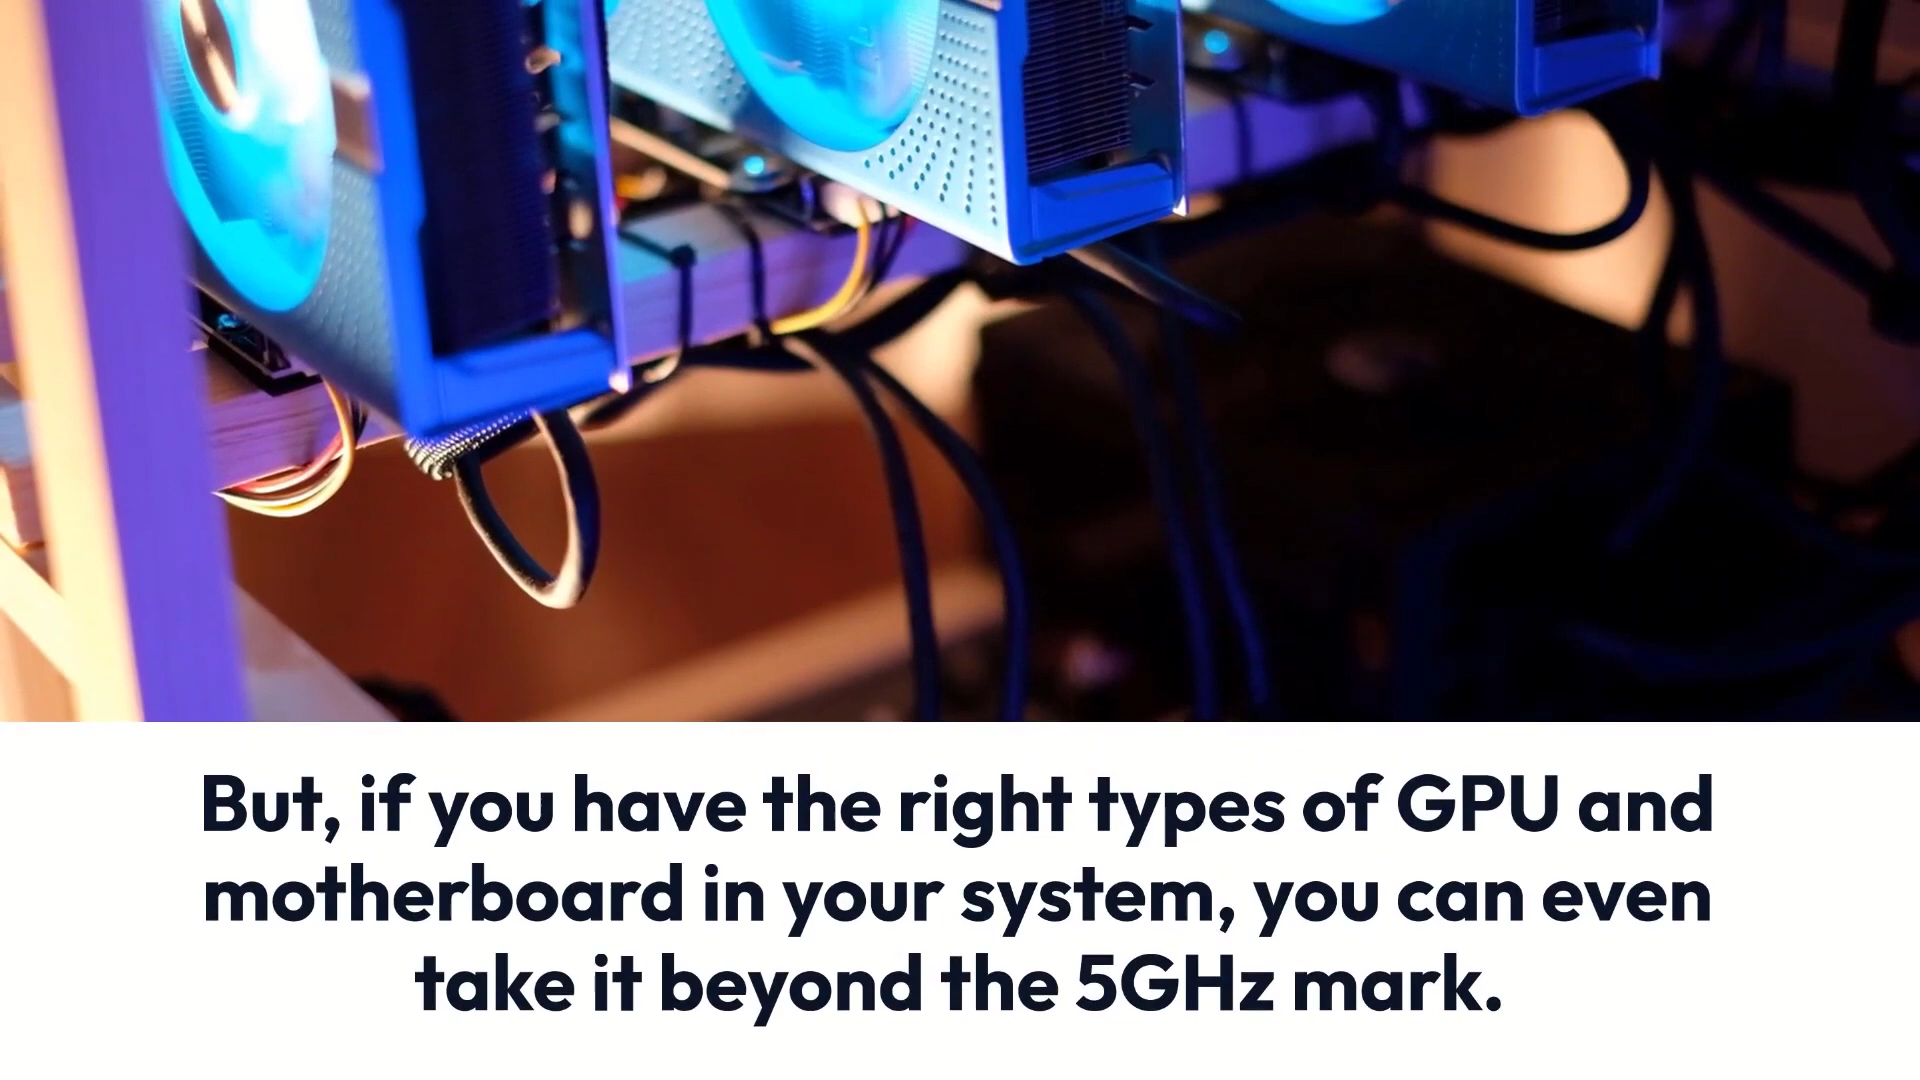 But, if you have the right types of GPU and
motherboard in your system, you can even
take it beyond the 5GHz mark.